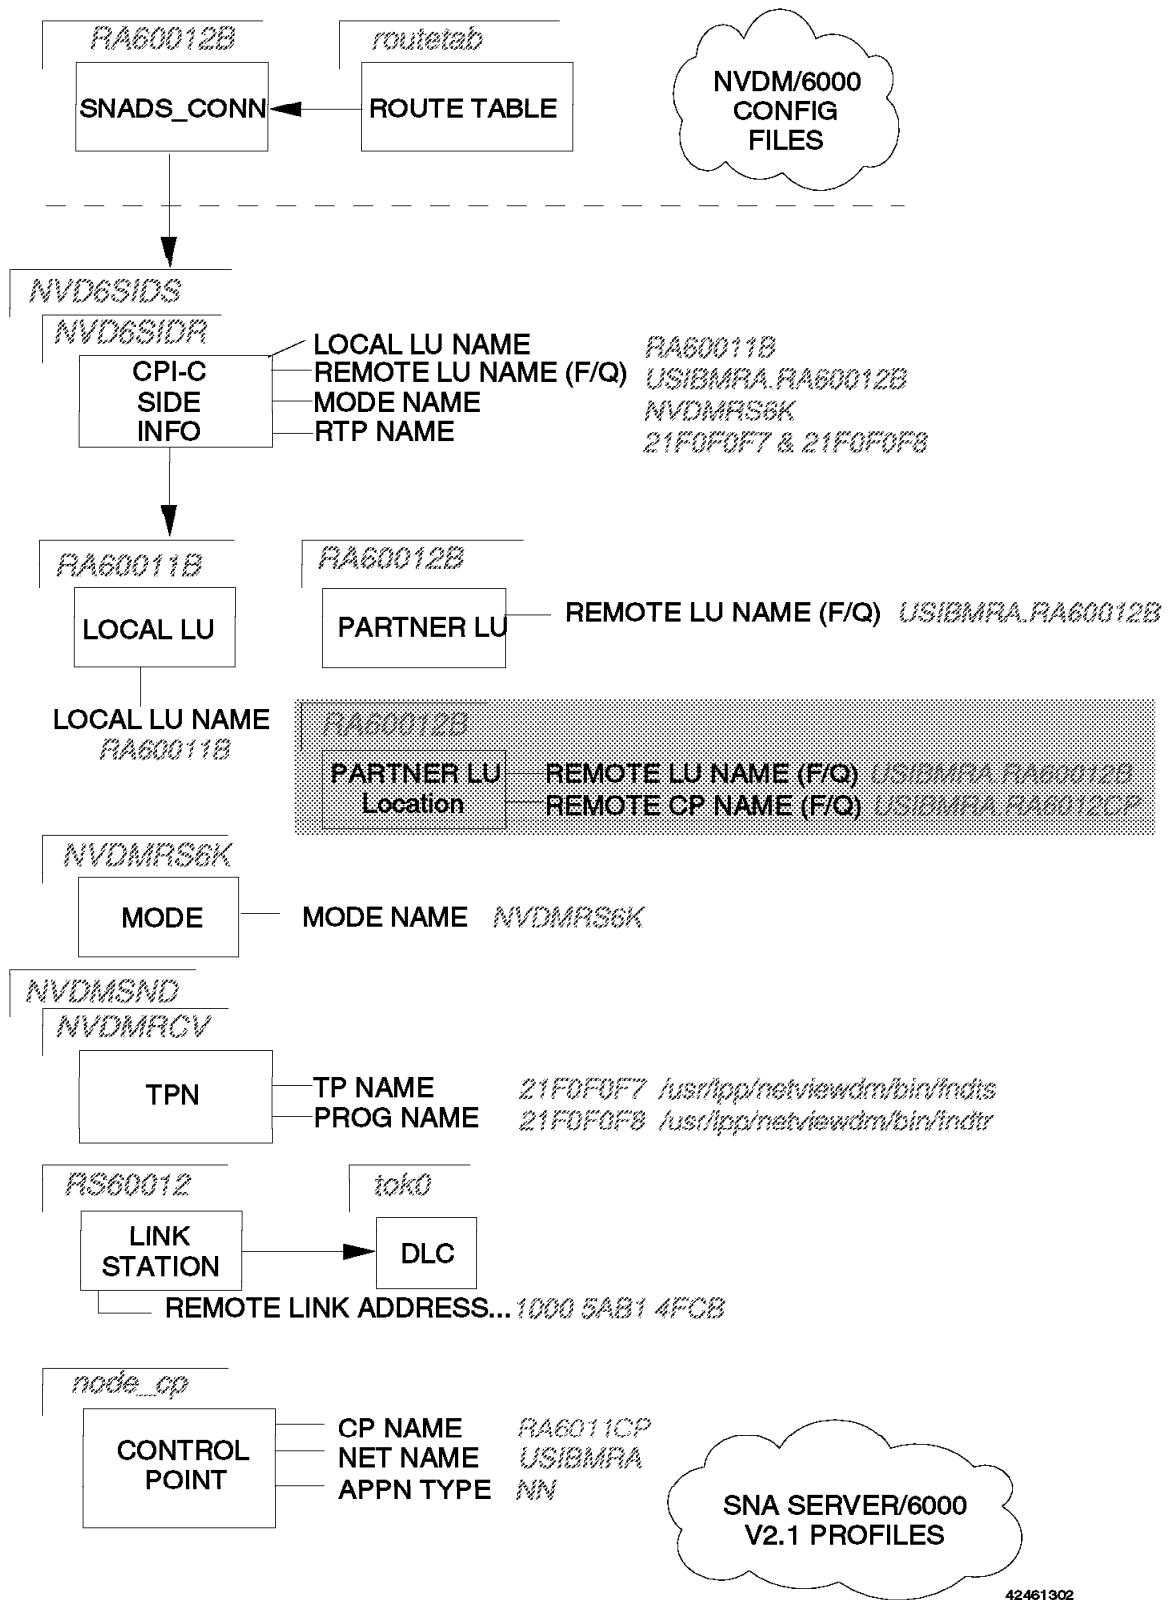 RA60012B routetab
SNADS_CONN ROUTE TABLE
NVDM/6000
CONFIG
FILES
NVD6SIDS
NVD6SIDR
CPI-C
SIDE
INFO
LOCAL LU NAME RA60011B
REMOTE LU NAME (F/Q) USIBMRA.RA60012B
MODE NAME NVDMRS6K
RTP NAME 21F0F0F7 & 21F0F0F8
RA60011B
LOCAL LU
LOCAL LU NAME
RA60011B
RA60012B
PARTNER LU
REMOTE LU NAME (F/Q) USIBMRA.RA60012B
RA60012B
PARTNER LU
Location
REMOTE LU NAME (F/Q) USIBMRA.RA60012B
REMOTE CP NAME (F/Q) USIBMRA.RA6012CP
NVDMRS6K
MODE
MODE NAME NVDMRS6K
NVDMSND
NVDMRCV
TPN
TP NAME 21F0F0F7 /usr/lpp/netviewdm/bin/fndts
PROG NAME 21F0F0F8 /usr/lpp/netviewdm/bin/fndtr
RS60012 tok0
LINK
STATION
DLC
REMOTE LINK ADDRESS... 1000 5AB1 4FCB
node_cp
CONTROL
POINT
CP NAME RA6011CP
NET NAME USIBMRA
APPN TYPE NN
SNA SERVER/6000
V2.1 PROFILES
42461302